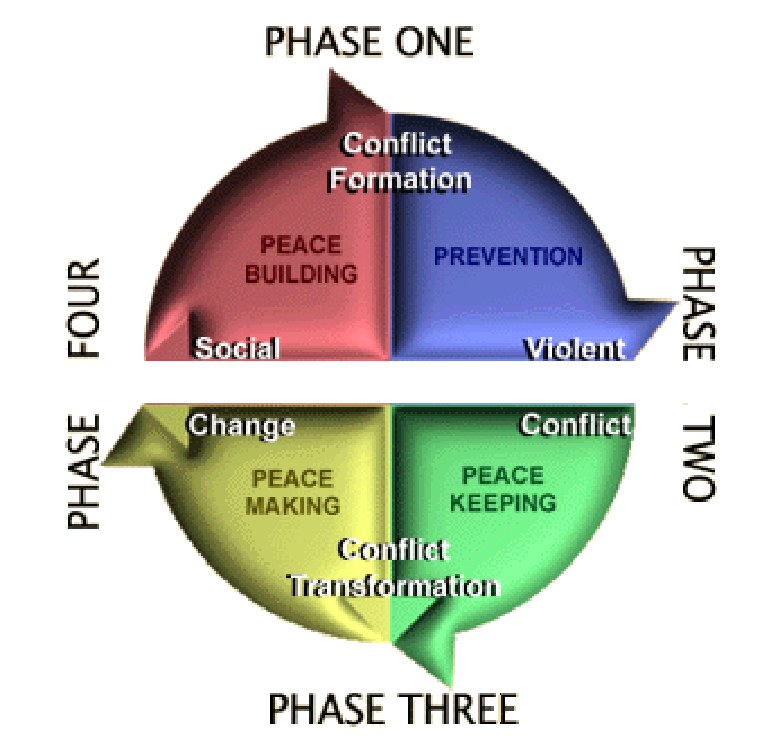 PHASE ONE
Conflict
Formation
PEACE
BUILDING
PREVENTION
PHASE FOUR
Social
Violent
PHASE TWO
Change
Conflict
PEACE
MAKING
PEACE
KEEPING
Conflict
Transformation
PHASE THREE